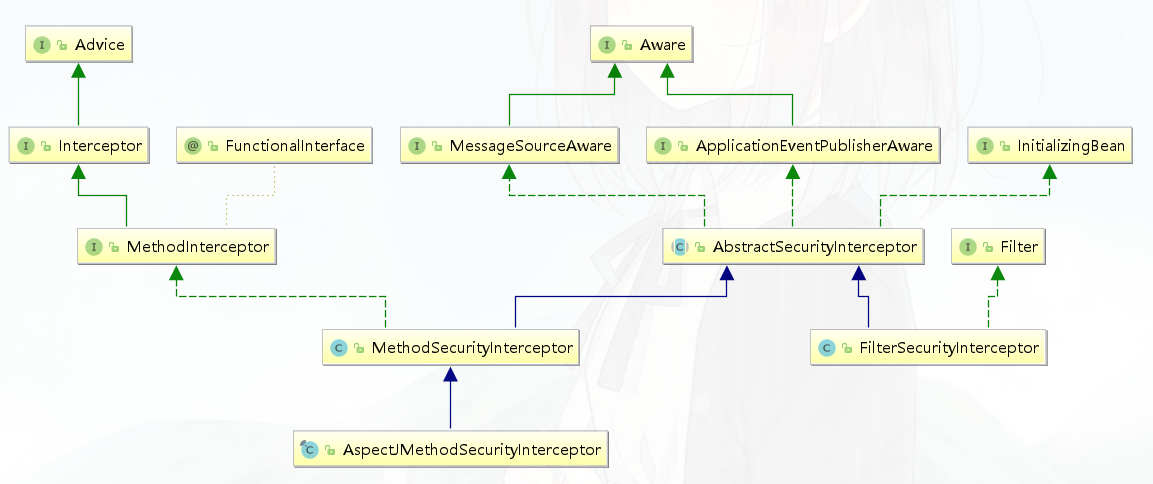 I Advice
I Aware
I Interceptor
@ FunctionalInterface
I MessageSourceAware
I ApplicationEventPublisherAware
I InitializingBean
I MethodInterceptor
C AbstractSecurityInterceptor
I Filter
C MethodSecurityInterceptor
C FilterSecurityInterceptor
C AspectJMethodSecurityInterceptor